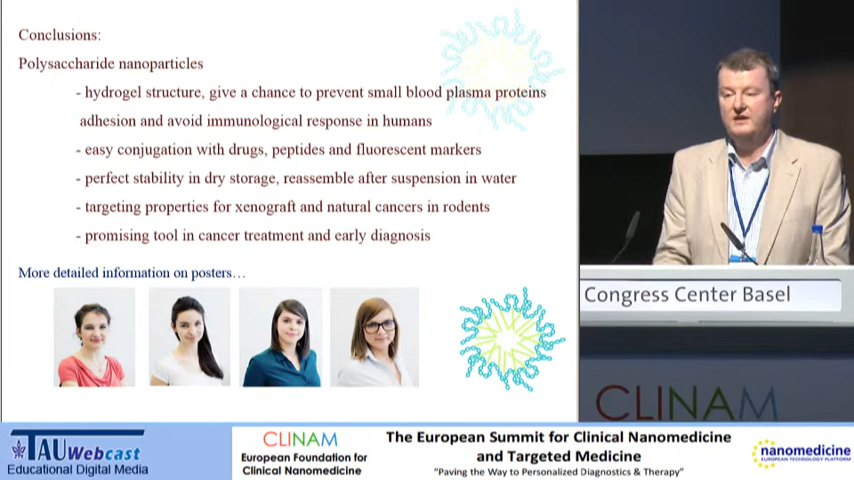 Conclusions:
Polysaccharide nanoparticles
- hydrogel structure, give a chance to prevent small blood plasma proteins
adhesion and avoid immunological response in humans
- easy conjugation with drugs, peptides and fluorescent markers
- perfect stability in dry storage, reassemble after suspension in water
- targeting properties for xenograft and natural cancers in rodents
- promising tool in cancer treatment and early diagnosis
More detailed information on posters…
Congress Center Basel
CLINAM
TAU Webcast
Educational Digital Media
CLINAM
European Foundation for
Clinical Nanomedicine
The European Summit for Clinical Nanomedicine
and Targeted Medicine
"Paving the Way to Personalized Diagnostics & Therapy"
nanomedicine
EUROPEAN TECHNOLOGY PLATFORM